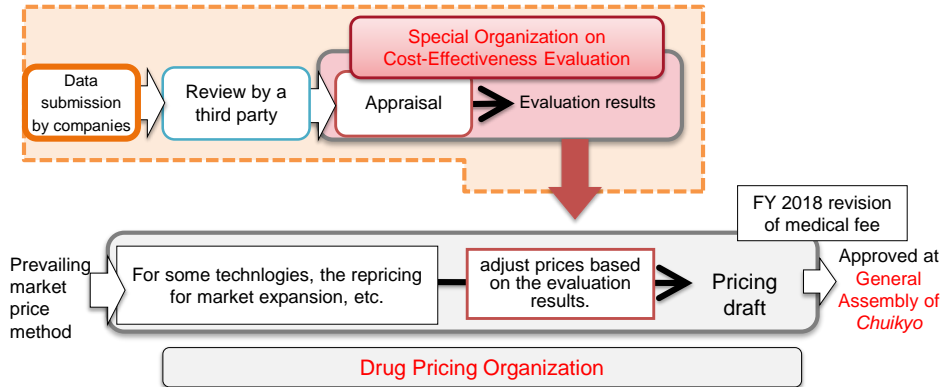 Special Organization on
Cost-Effectiveness Evaluation
Data
submission
by companies
Review by a
third party
Appraisal
Evaluation results
FY 2018 revision
of medical fee
Prevailing
market
price
method
For some technlogies, the repricing
for market expansion, etc.
adjust prices based
on the evaluation
results.
Pricing
draft
Approved at
General
Assembly of
Chuikyo
Drug Pricing Organization